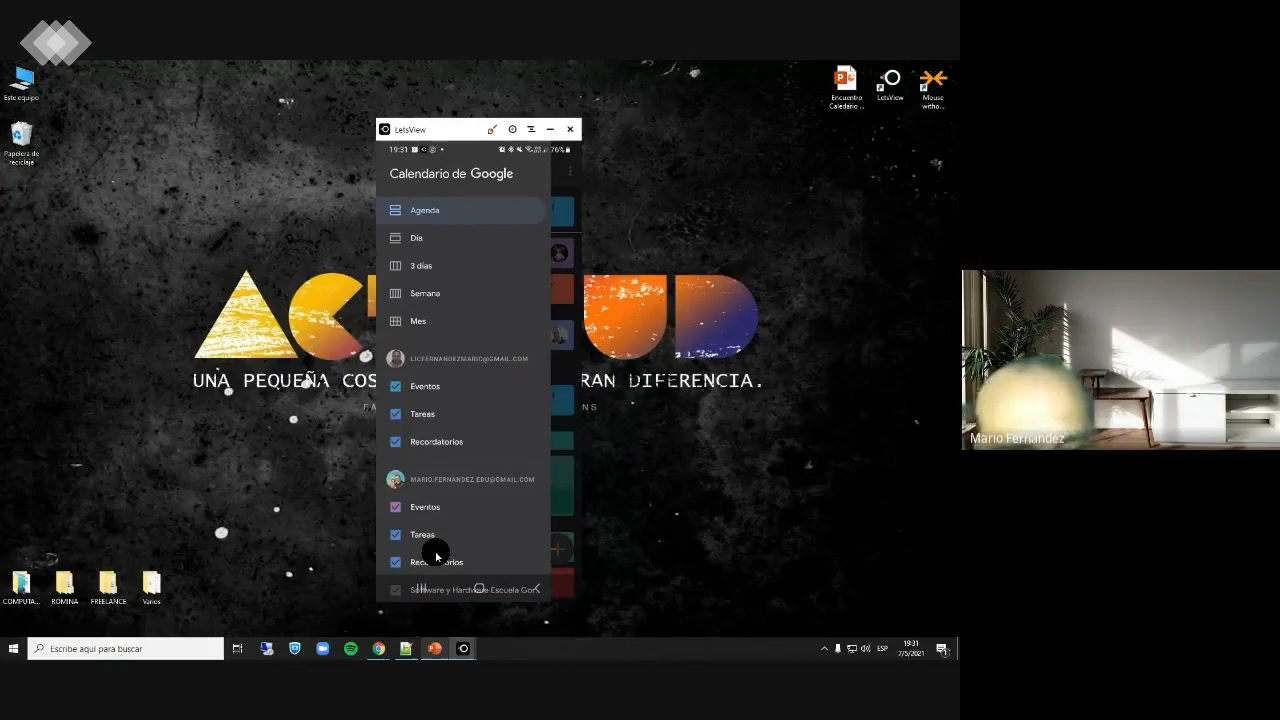 Este equipo
Papelera de
reciclaje
Encuentro
Caledario ...
LetsView
Mouse
witho...
LetsView
19:31
76%
Calendario de Google
Agenda
Día
3 días
Semana
Mes
LICFERNANDEZMARIO@GMAIL.COM
Eventos
Tareas
Recordatorios
MARIO.FERNANDEZ.EDU@GMAIL.COM
Eventos
Tareas
Software y Hardware Escuela Gor
UNA PEQUEÑA COS
RAN DIFERENCIA.
COMPUTA...
ROMINA
FREELANCE
Varios
Escribe aquí para buscar
ESP
19:31
7/5/2021
Mario Fernandez